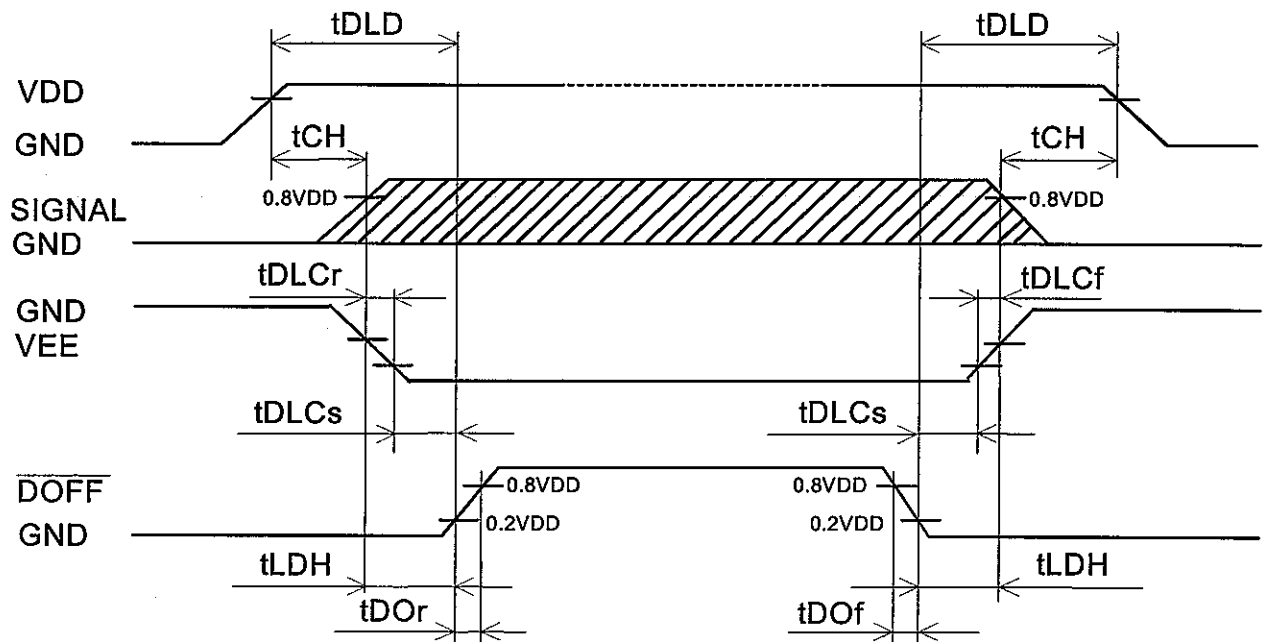 tDLD tDLD
VDD
GND
tCH tCH
0.8VDD 0.8VDD
SIGNAL
GND
tDLCr tDLCf
GND
VEE
tDLCs tDLCs
DOFF
0.8VDD 0.8VDD
0.2VDD 0.2VDD
GND
tLDH tLDH
tDOr tDOf